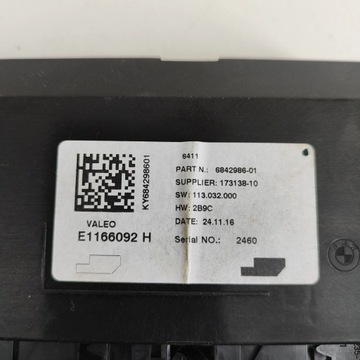 6411
PART N.: 6842986-01
SUPPLIER: 173138-10
SW: 113.032.000
HW: 2B9C
DATE: 24.11.16
Serial NO.: 2460
KY684298601
VALEO
E1166092 H